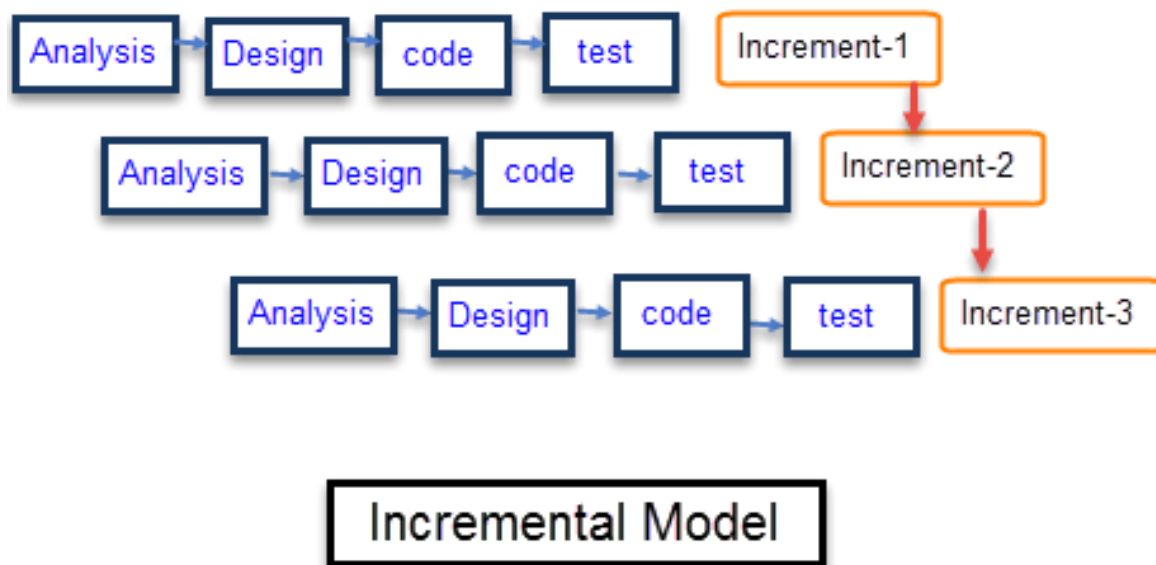 Analysis Design code test Increment-1
Analysis Design code test Increment-2
Analysis Design code test Increment-3
Incremental Model